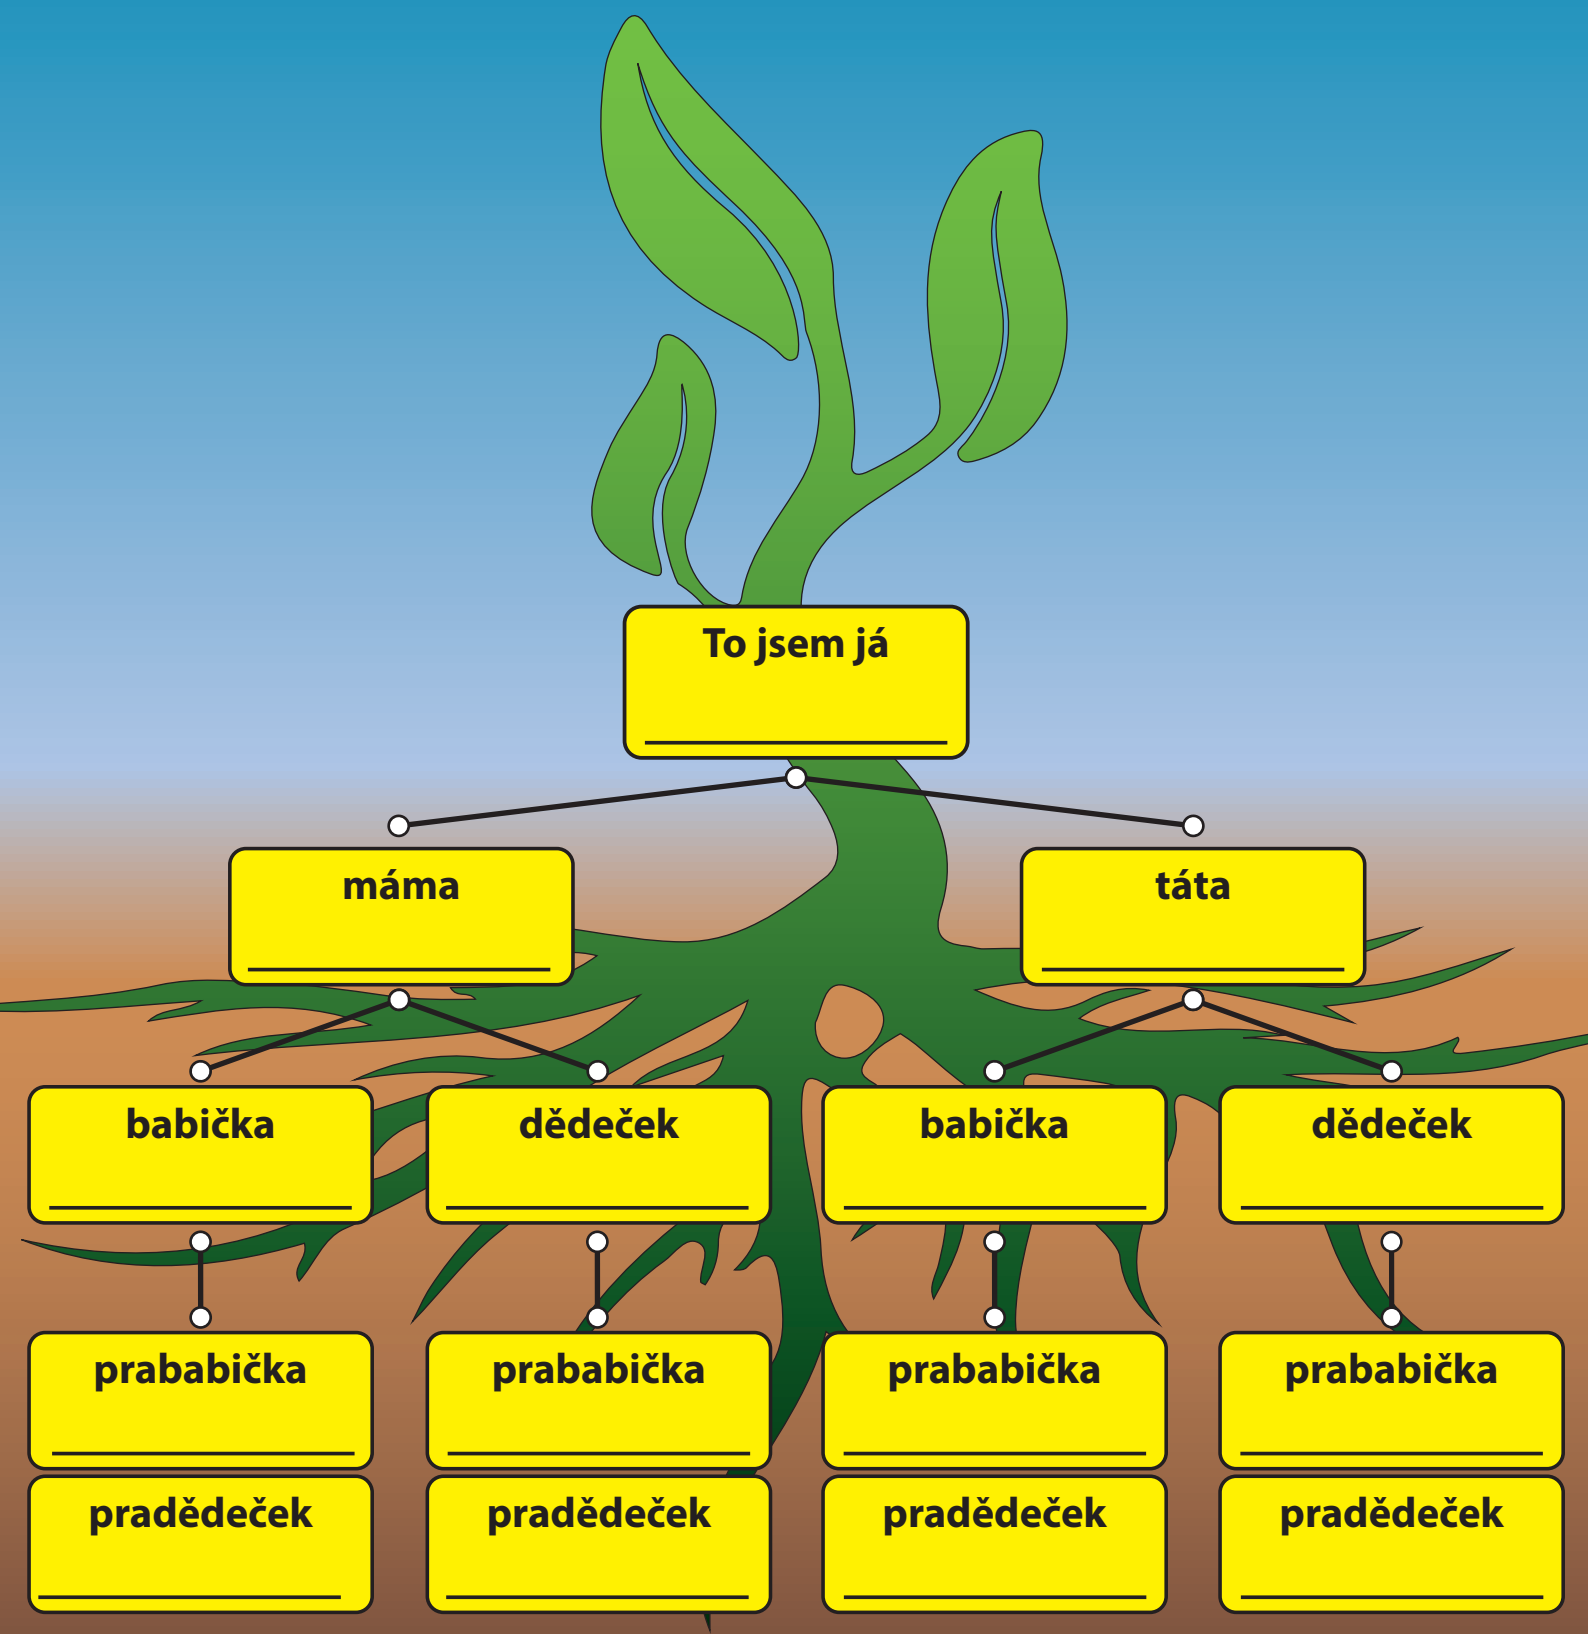 To jsem já
máma
táta
babička
dědeček
babička
dědeček
prababička
prababička
prababička
prababička
pradědeček
pradědeček
pradědeček
pradědeček